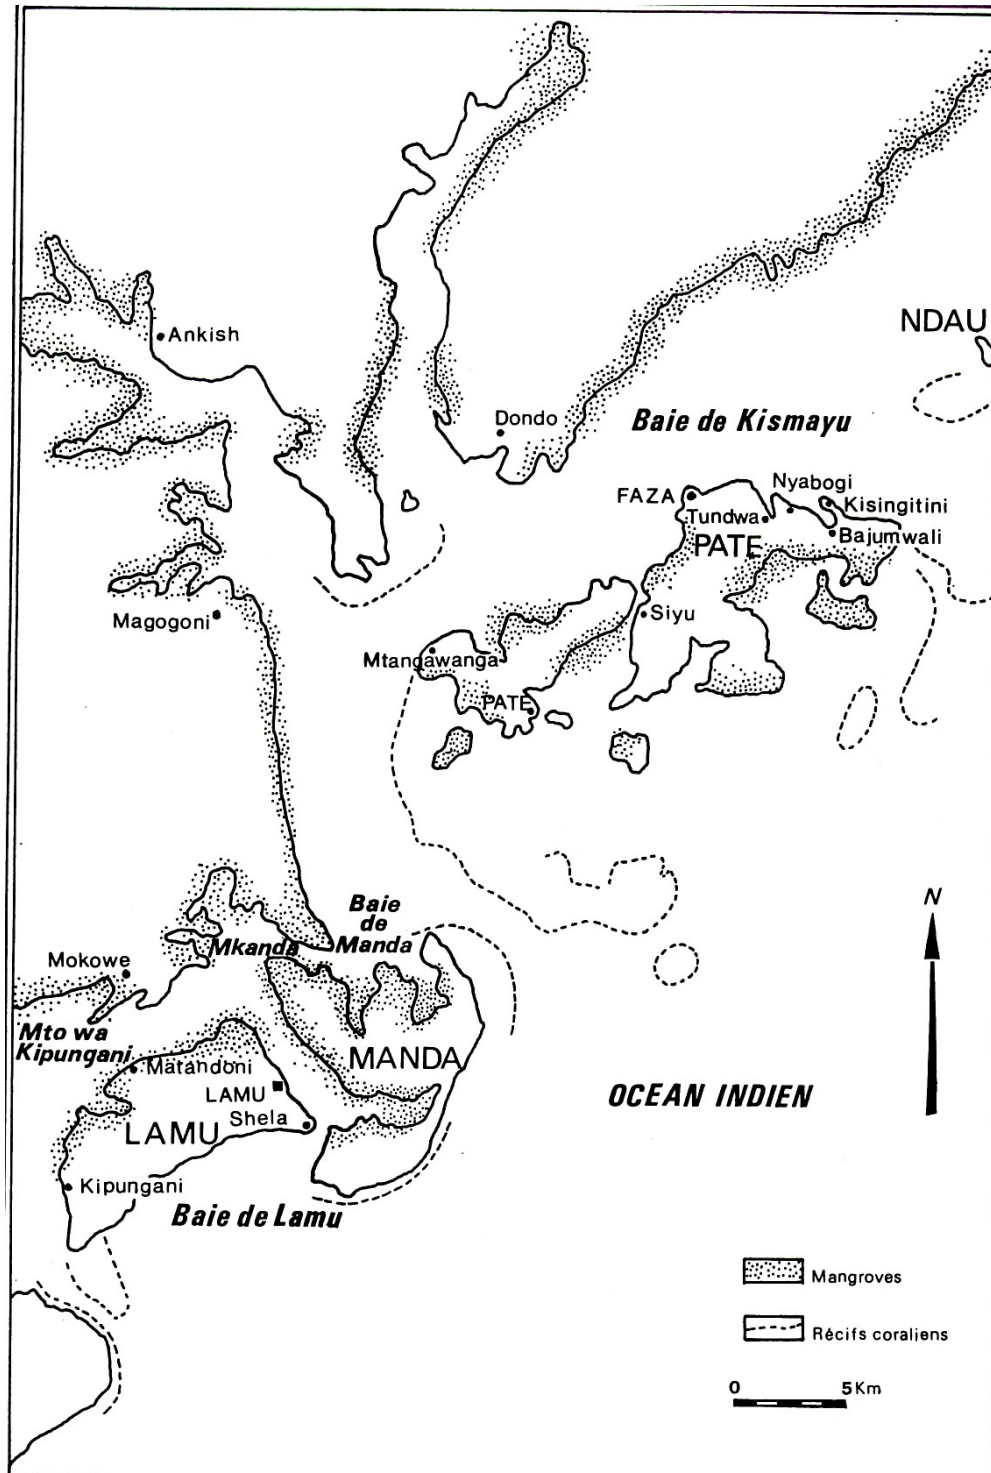 Ankish
NDAU
Dondo
Baie de Kismayu
Nyabogi
FAZA
Kisingitini
Tundwa
Bajumwali
PATE
Magogoni
Siyu
Mtangawanga
PATE
N
Baie
de
Manda
Mkanda
Mokowe
Mto wa
Kipungani
MANDA
Matandoni
LAMU
OCEAN INDIEN
Shela
LAMU
Kipungani
Baie de Lamu
Mangroves
Récifs coraliens
0 5 Km